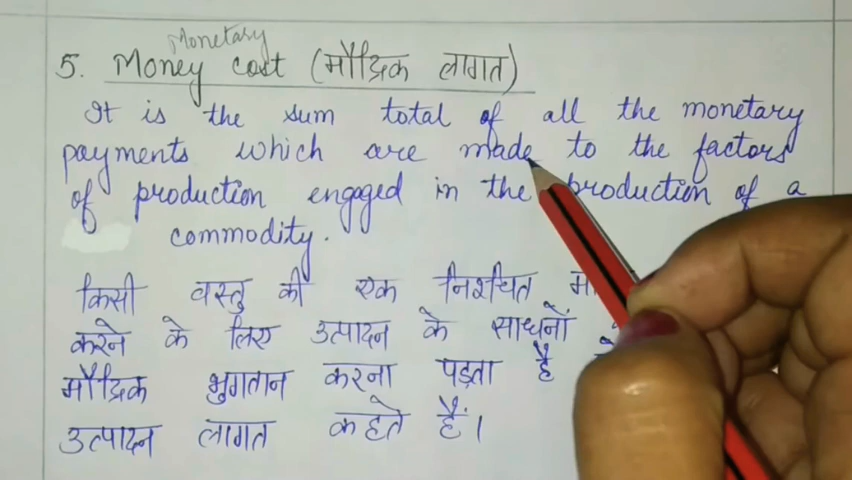 Monetary
5. Money cost (मौद्रिक लागत)
It is the sum total of all the monetary
payments which are made to the factors
of production engaged in the production of a
commodity.
किसी वस्तु की एक निश्चित
करने के लिए उत्पादन के साधनों
मौद्रिक भुगतान करना पड़ता है
उत्पादन लागत कहते हैं।